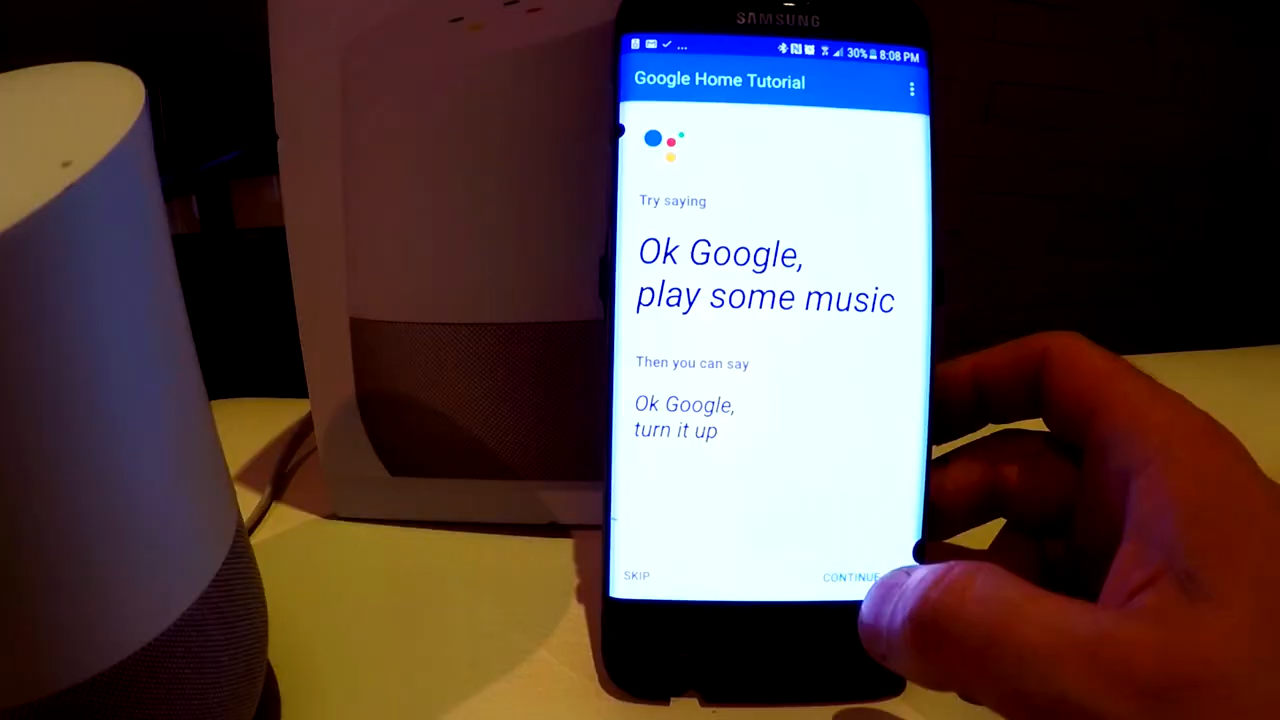 SAMSUNG
30% 8:08 PM
Google Home Tutorial
Try saying
Ok Google,
play some music
Then you can say
Ok Google,
turn it up
SKIP
CONTINUE